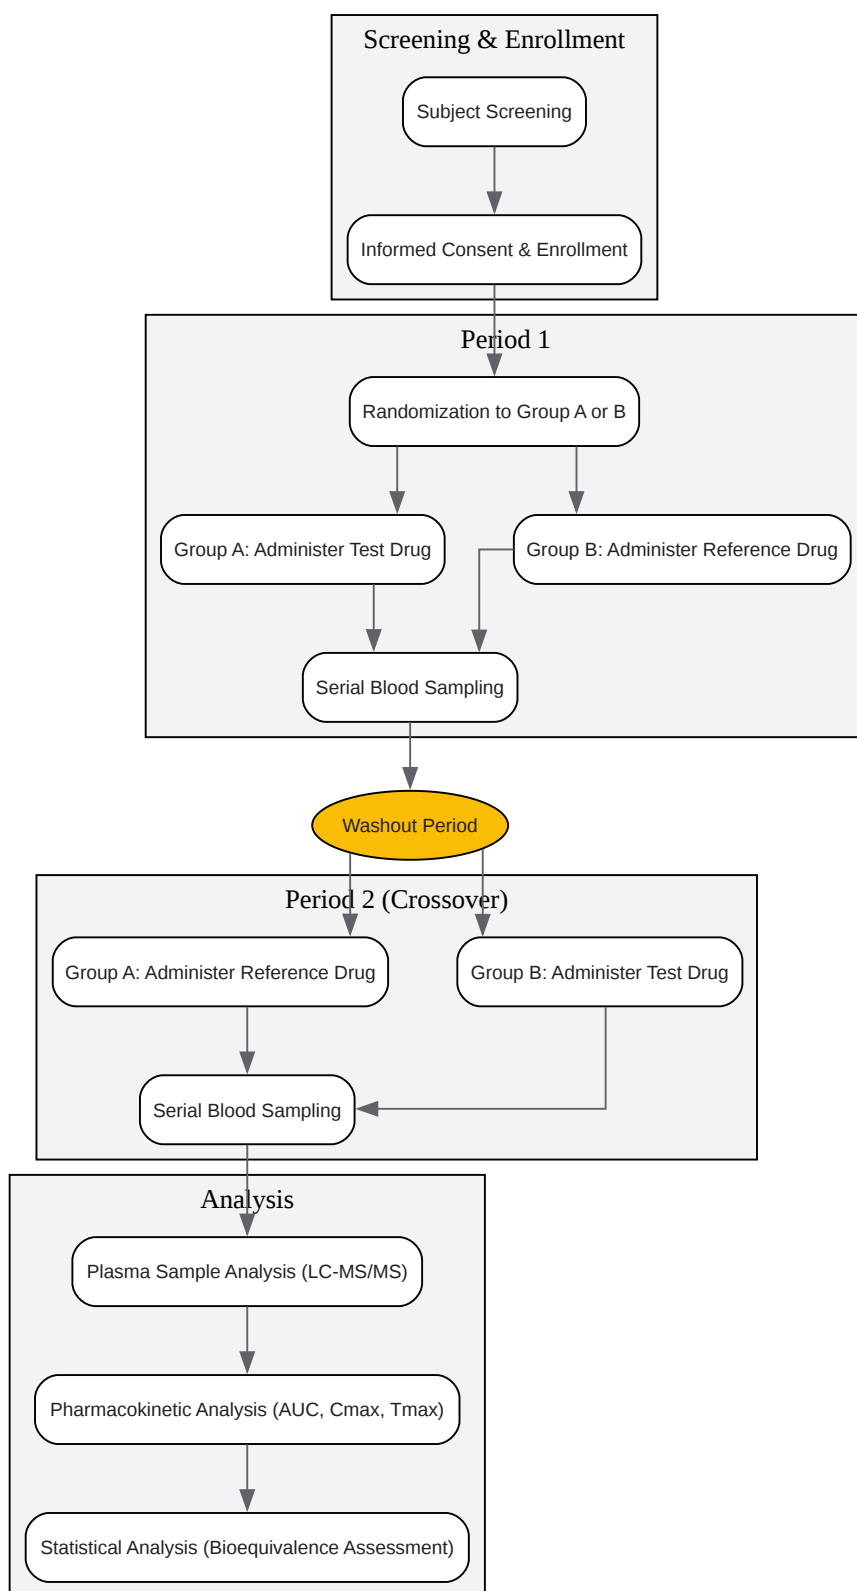 Screening & Enrollment
Subject Screening
Informed Consent & Enrollment
Period 1
Randomization to Group A or B
Group A: Administer Test Drug
Group B: Administer Reference Drug
Serial Blood Sampling
Washout Period
Period 2 (Crossover)
Group A: Administer Reference Drug
Group B: Administer Test Drug
Serial Blood Sampling
Analysis
Plasma Sample Analysis (LC-MS/MS)
Pharmacokinetic Analysis (AUC, Cmax, Tmax)
Statistical Analysis (Bioequivalence Assessment)